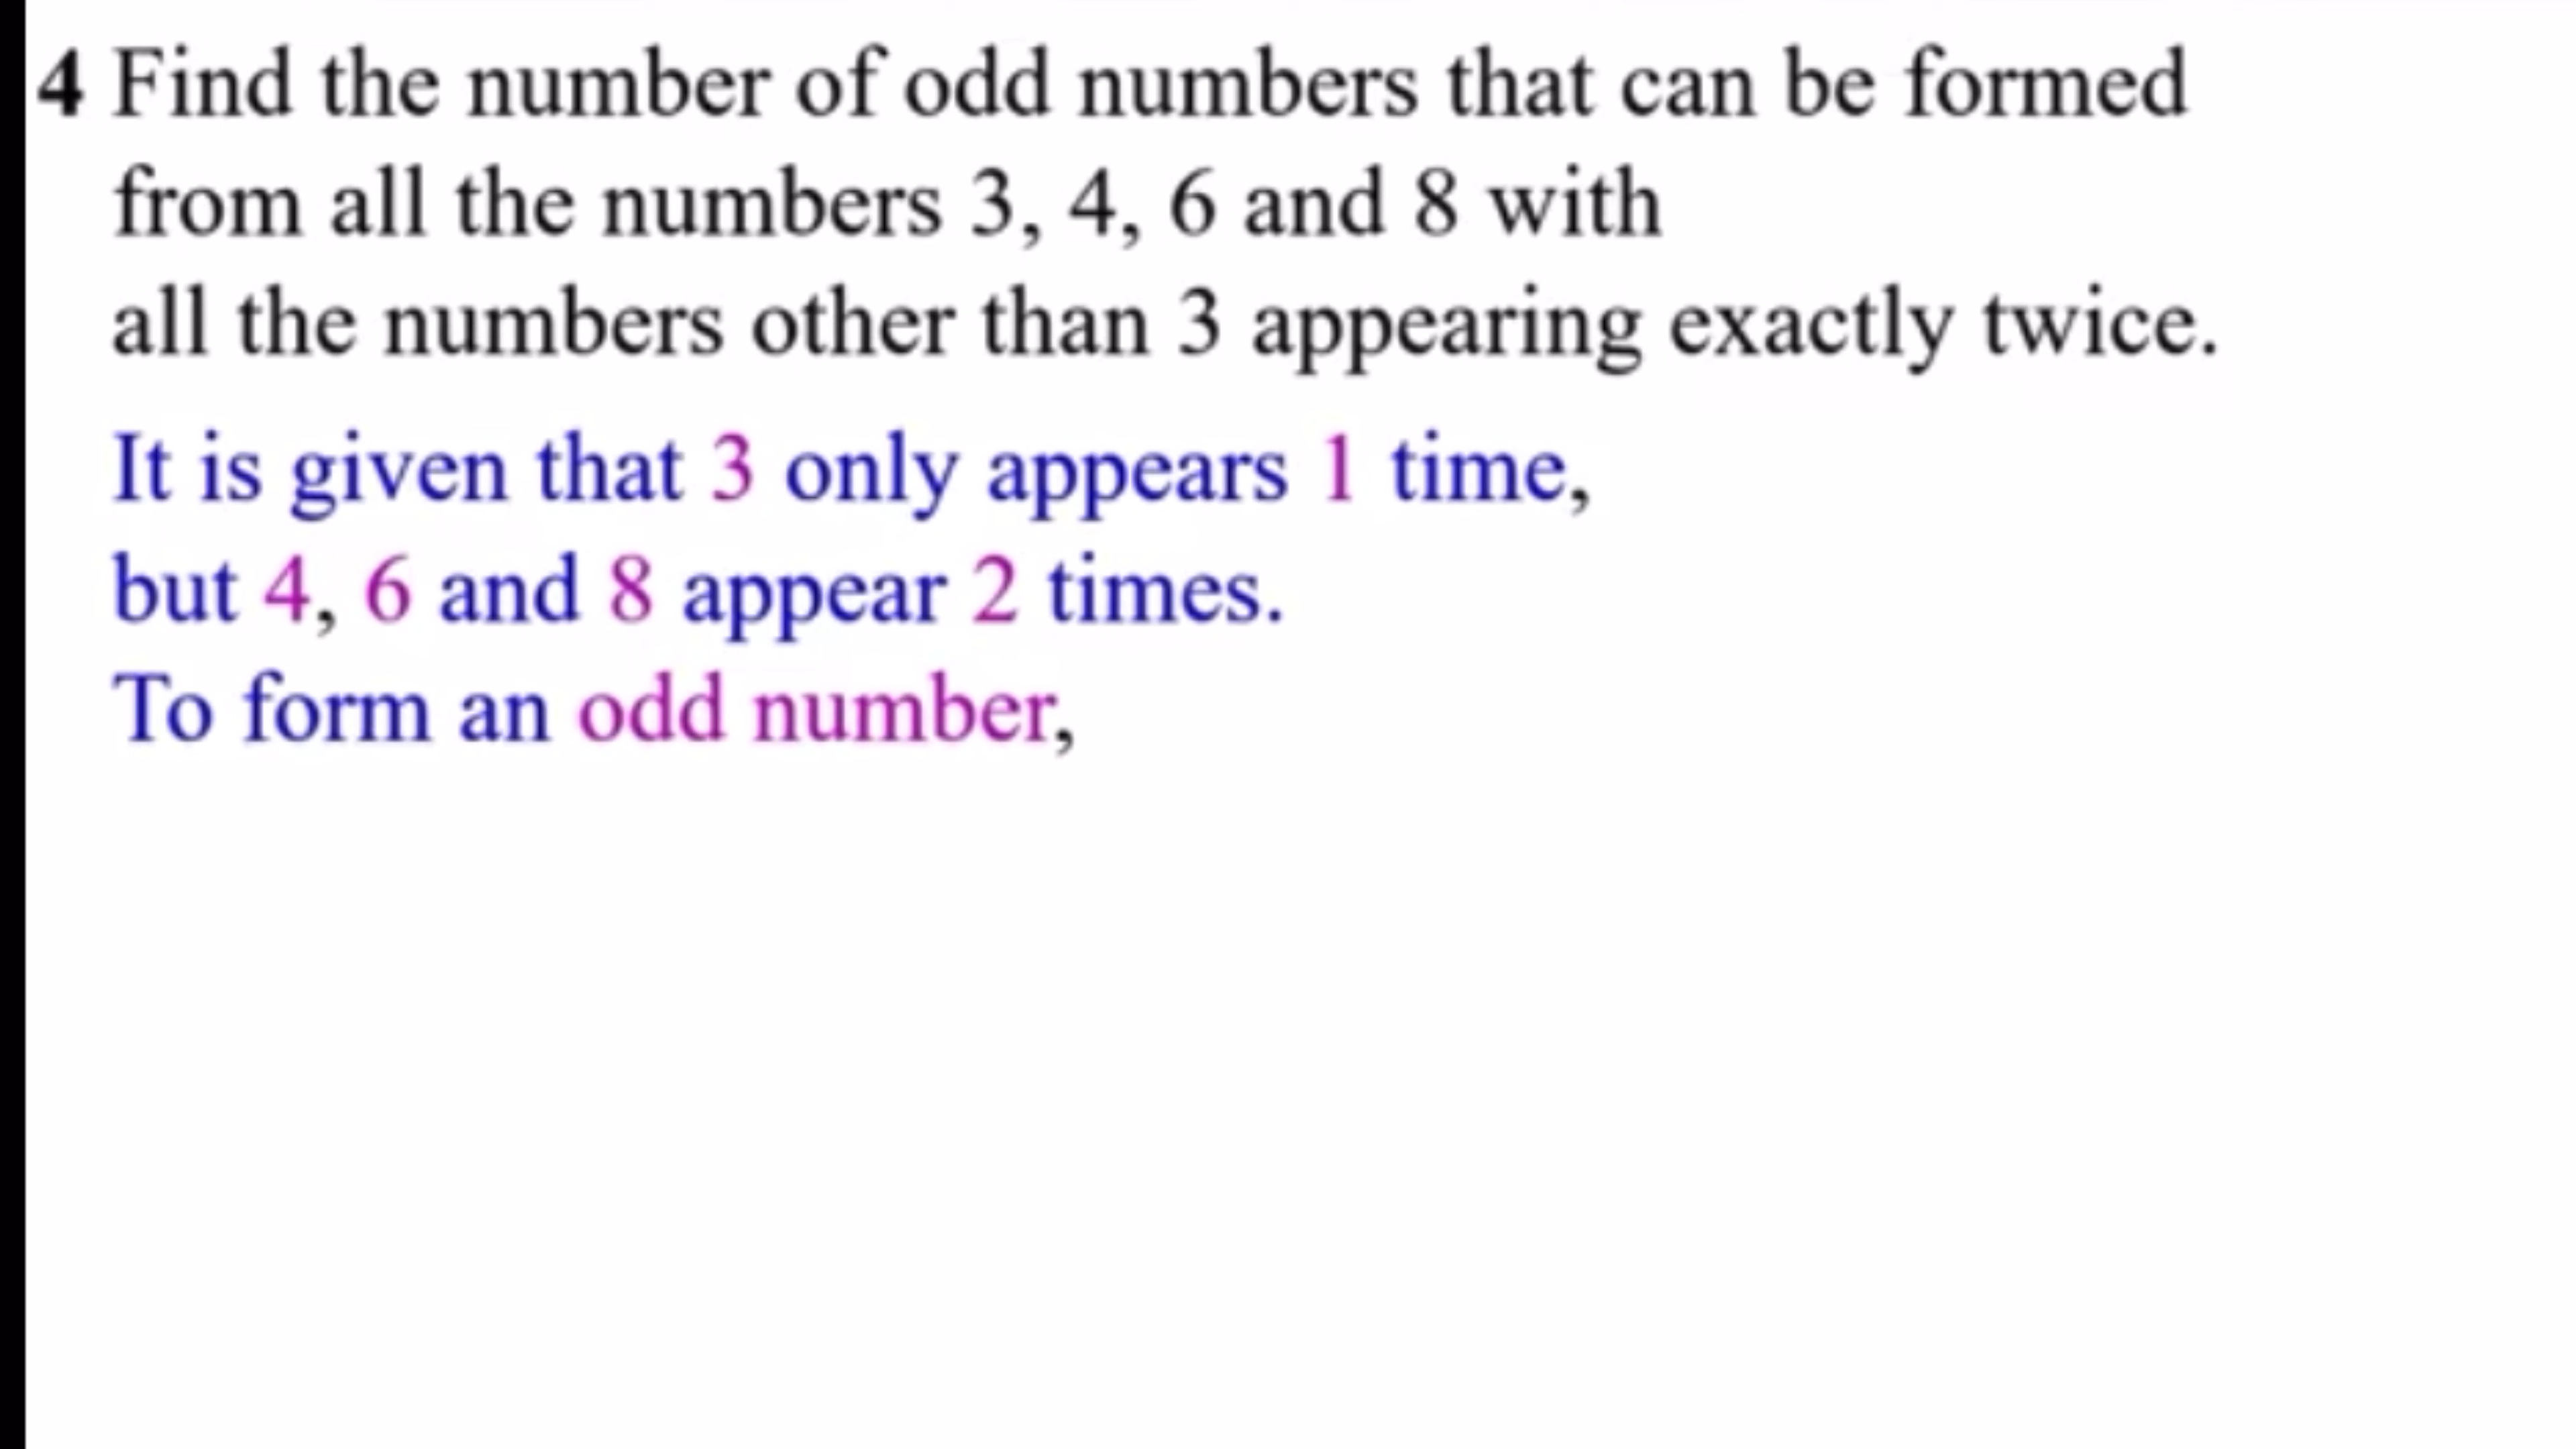 4 Find the number of odd numbers that can be formed
from all the numbers 3, 4, 6 and 8 with
all the numbers other than 3 appearing exactly twice.
It is given that 3 only appears 1 time,
but 4, 6 and 8 appear 2 times.
To form an odd number,